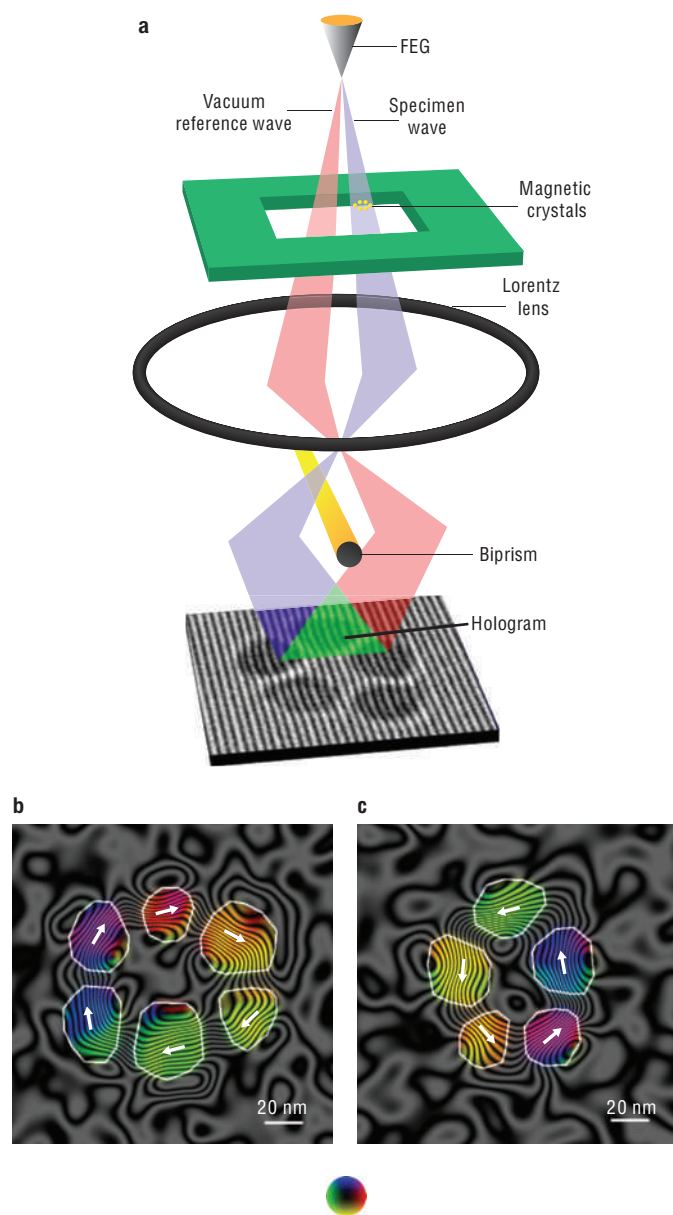 a
FEG
Vacuum
reference wave
Specimen
wave
Magnetic
crystals
Lorentz
lens
Biprism
Hologram
b
c
20 nm
20 nm